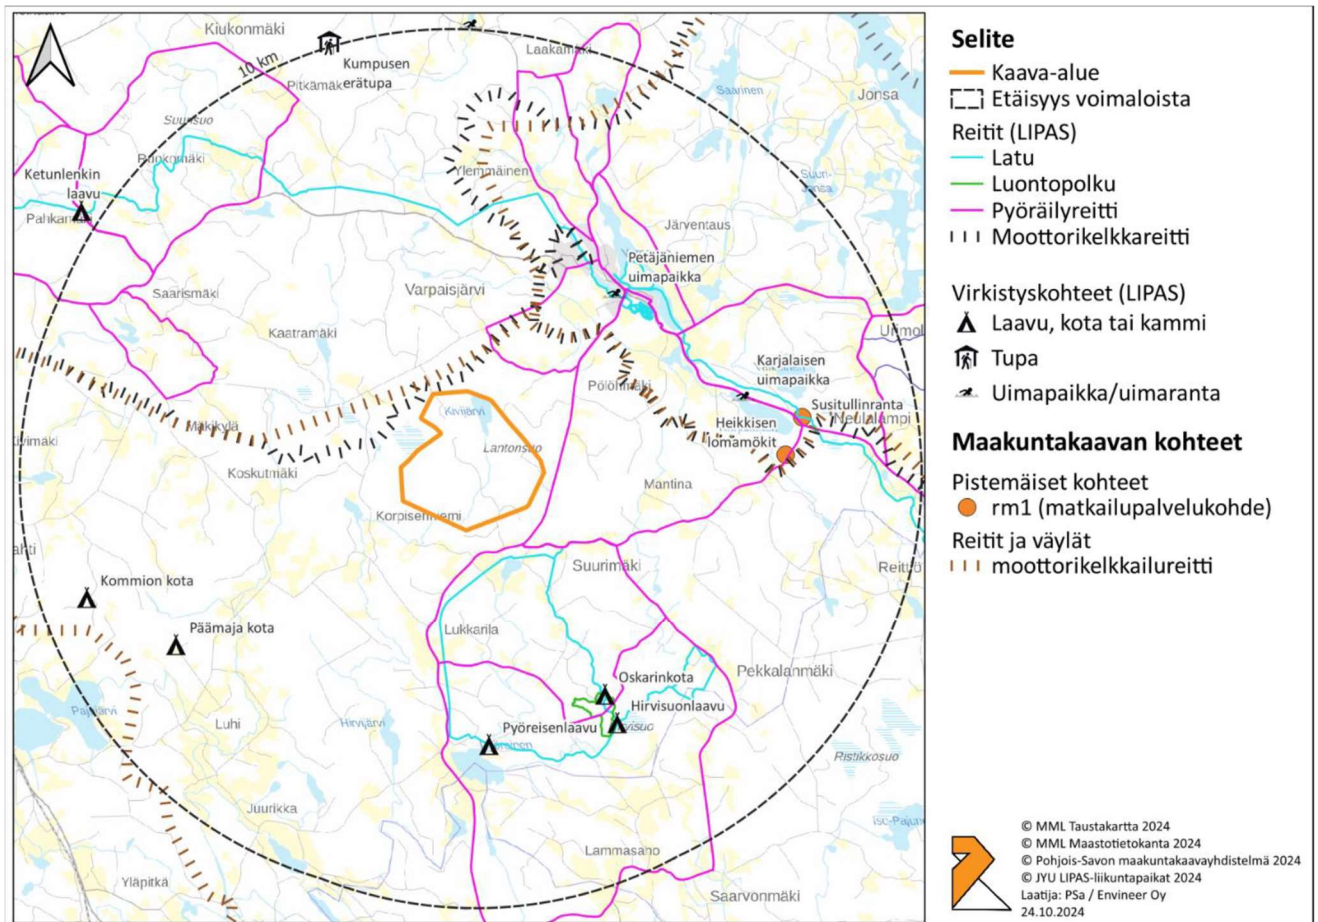 Kiukonmäki
10 km
Kumpusen
erätupa
Laakamäki
Saarinen
Jonsa
Suurisuo
Ruokomäki
Ketunlenkin
laavu
Ylemmäinen
Suuri-
Jonsa
Järventaus
Petäjäniemen
uimapaikka
Saarismäki
Varpaisjärvi
Kaatramäki
Karjalaisen
uimapaikka
Susitullinranta
Neulalampi
Heikkisen
lomamökit
Mäkikylä
Kivijärvi
Lantonsuo
Koskutmäki
Mantina
Suurimäki
Kommion kota
Päämaja kota
Lukkarila
Pekkalanmäki
Oskarinkota
Hirvisuonlaavu
Luhi
Hirvijärvi
Pyöreisenlaavu
Ristikkosuo
Juurikka
Lammasaho
Yläpitkä
Saarvonmäki
Selite
Kaava-alue
Etäisyys voimaloista
Reitit (LIPAS)
Latu
Luontopolku
Pyöräilyreitti
Moottorikelkkareitti
Virkistyskohteet (LIPAS)
Laavu, kota tai kammi
Tupa
Uimapaikka/uimaranta
Maakuntakaavan kohteet
Pistemäiset kohteet
rm1 (matkailupalvelukohde)
Reitit ja väylät
moottorikelkkailureitti
© MML Taustakartta 2024
© MML Maastotietokanta 2024
© Pohjois-Savon maakuntakaavayhdistelmä 2024
© JYU LIPAS-liikuntapaikat 2024
Laatija: PSa / Envineer Oy
24.10.2024